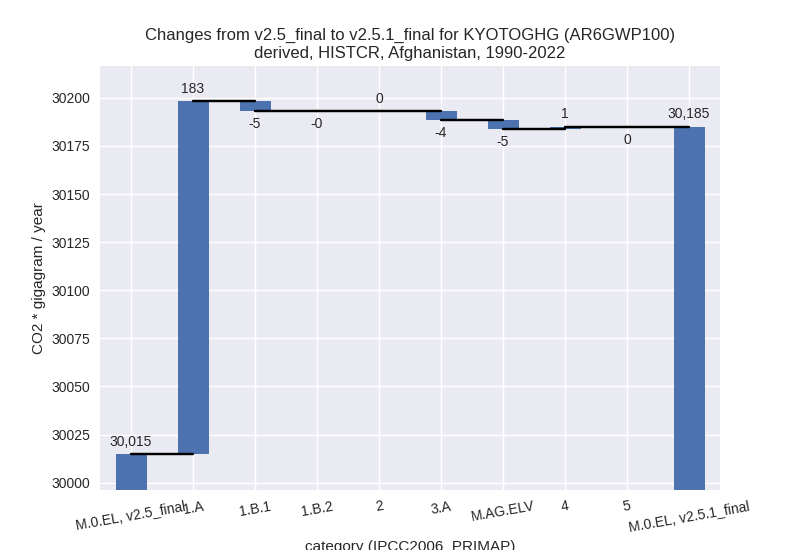 Changes from v2.5_final to v2.5.1_final for KYOTOGHG (AR6GWP100)
derived, HISTCR, Afghanistan, 1990-2022
CO2 * gigagram / year
30200
30175
30150
30125
30100
30075
30050
30025
30000
30,015
183
-5
-0
0
-4
-5
1
0
30,185
M.0.EL, v2.5_final
1.A
1.B.1
1.B.2
2
3.A
M.AG.ELV
4
5
M.0.EL, v2.5.1_final
category (IPCC2006_PRIMAP)